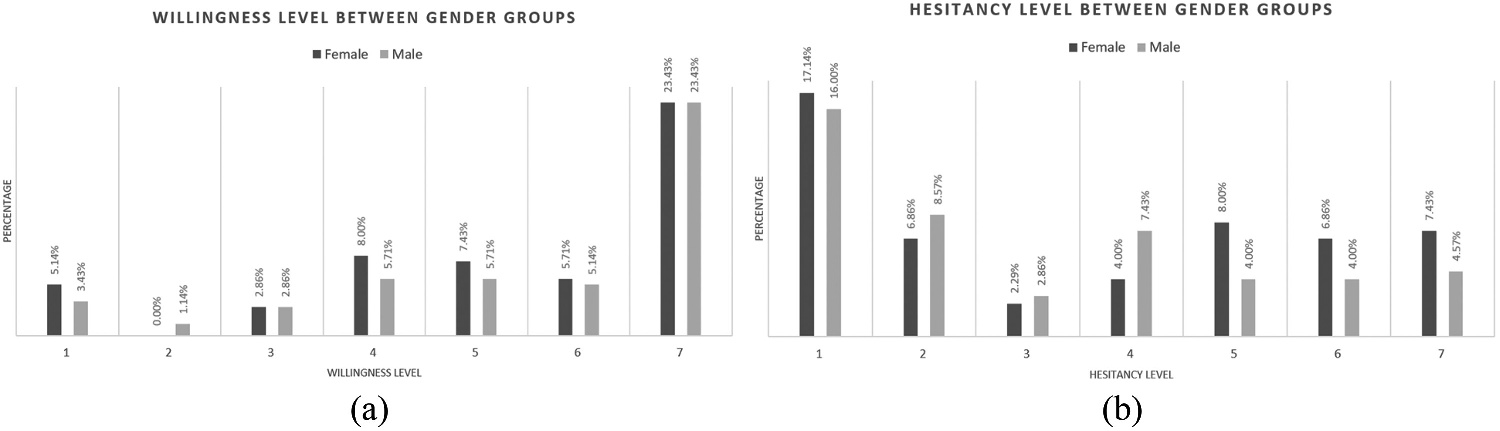 WILLINGNESS LEVEL BETWEEN GENDER GROUPS
Female Male
PERCENTAGE
5.14%
3.43%
0.00%
1.14%
2.86%
2.86%
8.00%
5.71%
7.43%
5.71%
5.71%
5.14%
23.43%
23.43%
1 2 3 4 5 6 7
WILLINGNESS LEVEL
(a)
HESITANCY LEVEL BETWEEN GENDER GROUPS
Female Male
PERCENTAGE
17.14%
16.00%
6.86%
8.57%
2.29%
2.86%
4.00%
7.43%
8.00%
4.00%
6.86%
4.00%
7.43%
4.57%
1 2 3 4 5 6 7
HESITANCY LEVEL
(b)